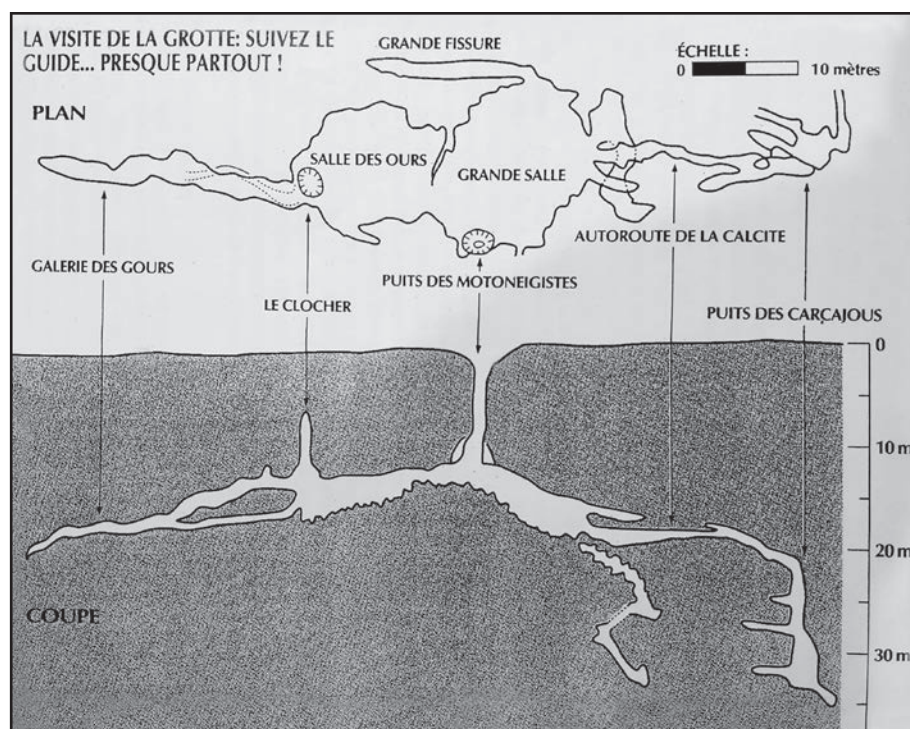 LA VISITE DE LA GROTTE: SUIVEZ LE
GUIDE... PRESQUE PARTOUT !
GRANDE FISSURE
ÉCHELLE :
0 10 mètres
PLAN
SALLE DES OURS
GRANDE SALLE
AUTOROUTE DE LA CALCITE
GALERIE DES GOURS
PUITS DES MOTONEIGISTES
LE CLOCHER
PUITS DES CARÇAJOUS
0
10 m
20 m
COUPE
30 m